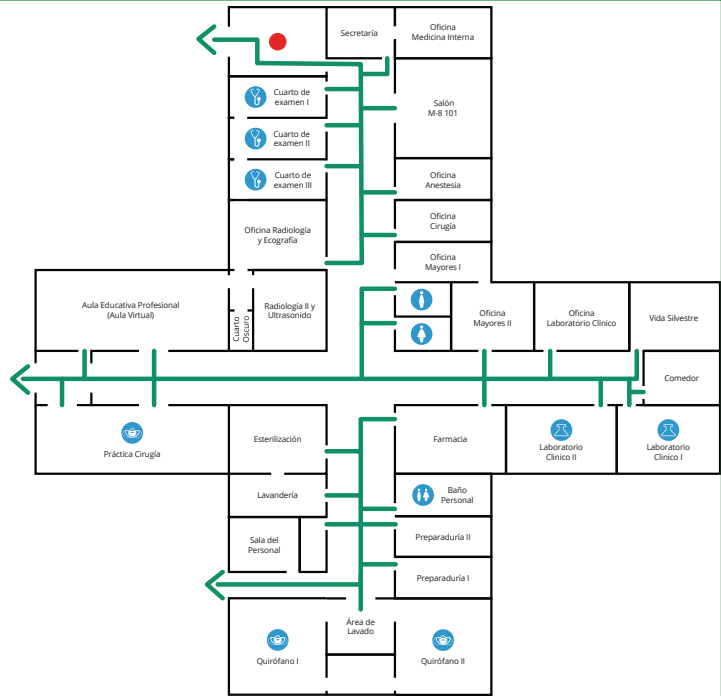 Secretaría
Oficina
Medicina Interna
Cuarto de
examen I
Salón
M-8 101
Cuarto de
examen II
Cuarto de
examen III
Oficina
Anestesia
Oficina
Cirugía
Oficina Radiología
y Ecografía
Oficina
Mayores I
Aula Educativa Profesional
(Aula Virtual)
Cuarto
Oscuro
Radiología II y
Ultrasonido
Oficina
Mayores II
Oficina
Laboratorio Clinico
Vida Silvestre
Comedor
Práctica Cirugía
Esterilización
Farmacia
Laboratorio
Clinico II
Laboratorio
Clinico I
Lavandería
Baño
Personal
Sala del
Personal
Preparaduría II
Preparaduría I
Área de
Lavado
Quirófano I
Quirófano II